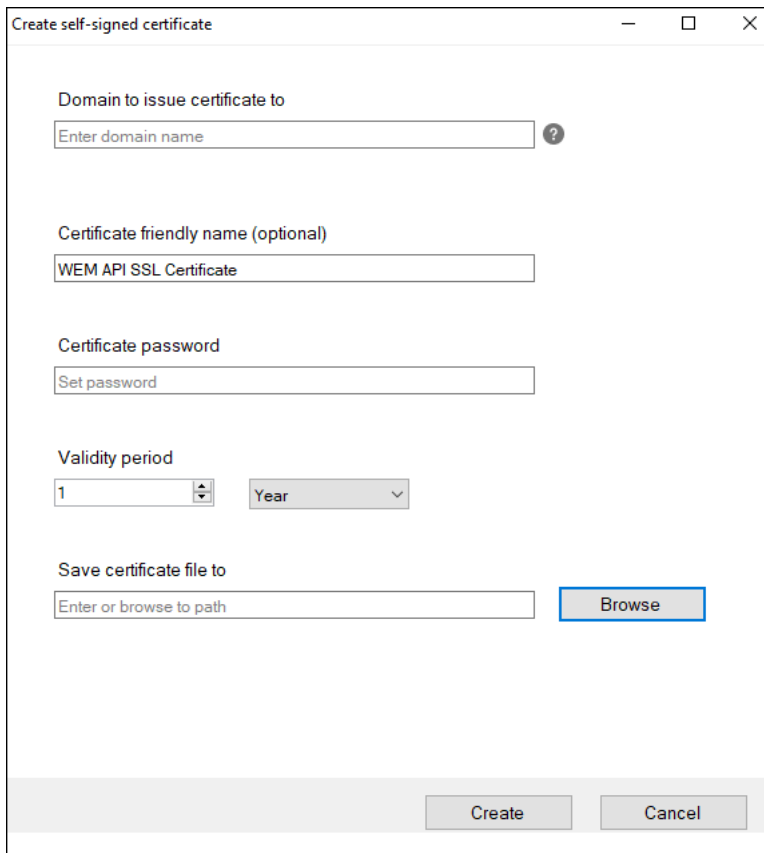 Create self-signed certificate
Domain to issue certificate to
Enter domain name
?
Certificate friendly name (optional)
WEM API SSL Certificate
Certificate password
Set password
Validity period
1 Year
Save certificate file to
Enter or browse to path Browse
Create Cancel